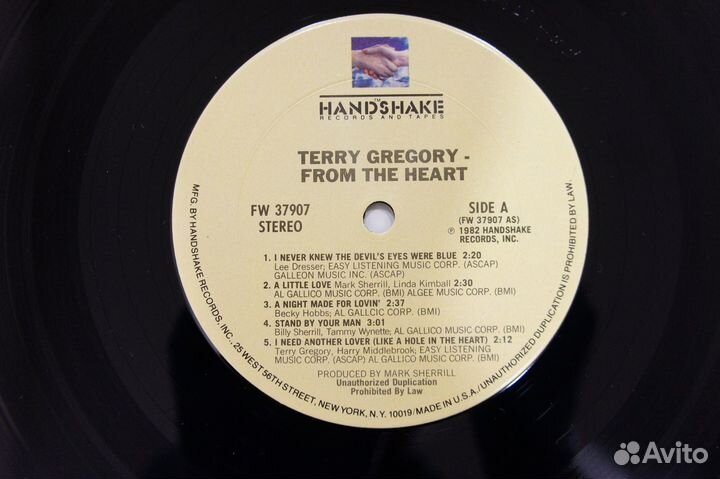 TM
HANDSHAKE
RECORDS AND TAPES
TERRY GREGORY -
FROM THE HEART
FW 37907
STEREO
SIDE A
(FW 37907 AS)
℗ 1982 HANDSHAKE
RECORDS, INC.
1. I NEVER KNEW THE DEVIL'S EYES WERE BLUE 2:20
Lee Dresser; EASY LISTENING MUSIC CORP. (ASCAP)
GALLEON MUSIC INC. (ASCAP)
2. A LITTLE LOVE Mark Sherrill, Linda Kimball 2:30
AL GALLICO MUSIC CORP. (BMI) ALGEE MUSIC CORP. (BMI)
3. A NIGHT MADE FOR LOVIN' 2:37
Becky Hobbs; AL GALLCIC CORP. (BMI)
4. STAND BY YOUR MAN 3:01
Billy Sherrill, Tammy Wynette; AL GALLICO MUSIC CORP. (BMI)
5. I NEED ANOTHER LOVER (LIKE A HOLE IN THE HEART) 2:12
Terry Gregory, Harry Middlebrook; EASY LISTENING
MUSIC CORP. (ASCAP) AL GALLICO MUSIC CORP. (BMI)
PRODUCED BY MARK SHERRILL
Unauthorized Duplication
Prohibited By Law
MFG. BY HANDSHAKE RECORDS, INC., 25 WEST 56TH STREET, NEW YORK, N.Y. 10019/MADE IN U.S.A./UNAUTHORIZED DUPLICATION IS PROHIBITED BY LAW.
Avito